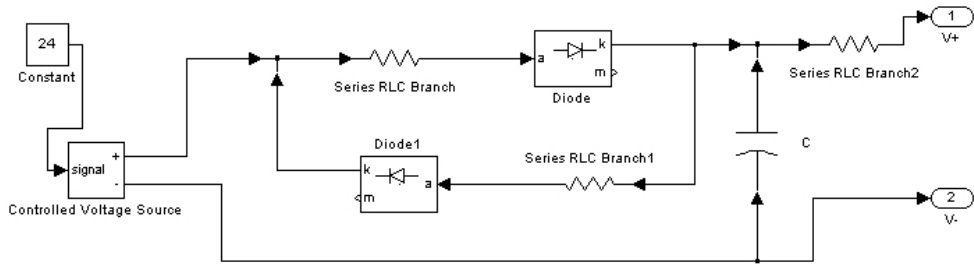 24
Constant
signal
+
-
Controlled Voltage Source
Series RLC Branch
a
k
m
Diode
Diode1
k
m
a
Series RLC Branch1
C
Series RLC Branch2
1
V+
2
V-